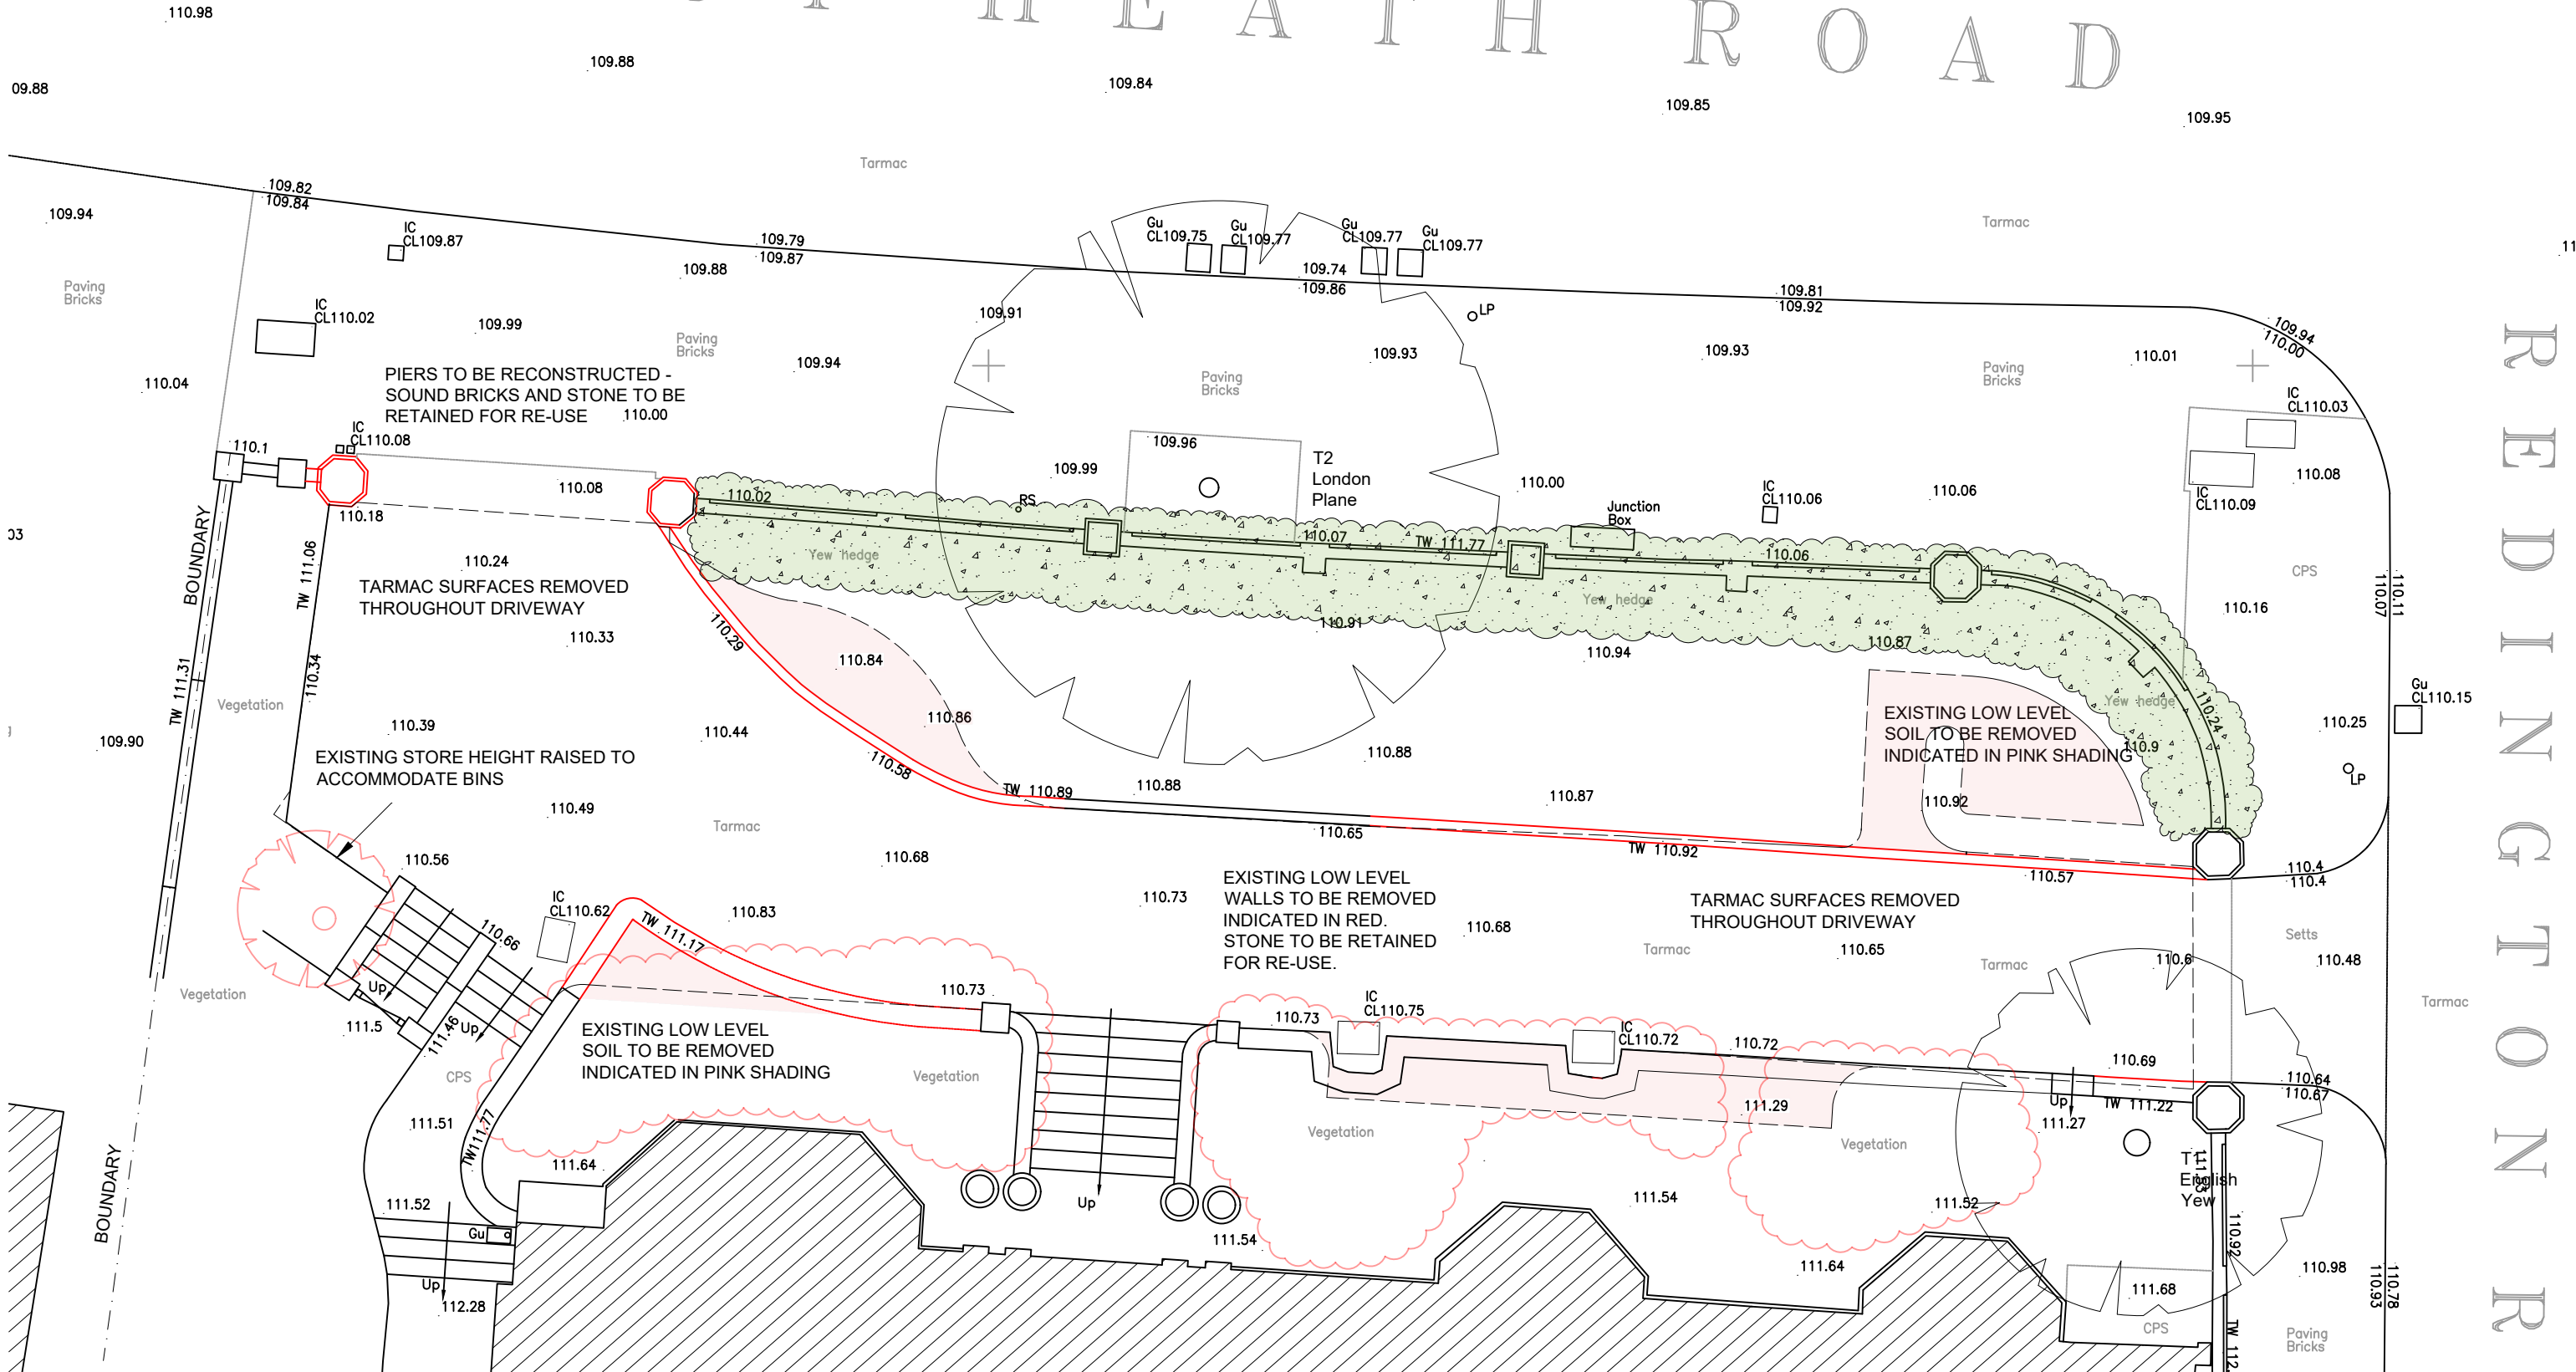 110.98
T H E A T H R O A D
109.88
109.88
109.84
109.85
109.95
Tarmac
109.82
109.84
109.94
IC
CL109.87
109.79
109.87
109.88
Gu
CL109.75
Gu
CL109.77
Gu
CL109.77
Gu
CL109.77
109.74
109.86
Tarmac
109.81
109.92
11
Paving
Bricks
IC
CL110.02
109.99
Paving
Bricks
109.91
LP
109.94
110.00
109.94
109.93
109.93
110.01
Paving
Bricks
Paving
Bricks
110.04
PIERS TO BE RECONSTRUCTED -
SOUND BRICKS AND STONE TO BE
RETAINED FOR RE-USE
110.00
IC
CL110.03
110.1
IC
CL110.08
110.08
110.18
110.02
109.99
RS
109.96
T2
London
Plane
110.00
Junction
Box
IC
CL110.06
110.06
IC
CL110.09
110.08
03
BOUNDARY
TW 111.06
110.24
TARMAC SURFACES REMOVED
THROUGHOUT DRIVEWAY
110.33
110.34
110.29
Yew hedge
110.07
TW 111.77
110.06
Yew hedge
110.91
110.94
110.87
Yew hedge
110.24
110.9
CPS
110.16
110.07
110.11
TW 111.31
Vegetation
109.90
110.39
110.44
110.84
110.86
110.58
110.88
EXISTING LOW LEVEL
SOIL TO BE REMOVED
INDICATED IN PINK SHADING
110.25
Gu
CL110.15
LP
EXISTING STORE HEIGHT RAISED TO
ACCOMMODATE BINS
110.49
Tarmac
TW 110.89
110.88
110.87
110.92
110.65
TW 110.92
110.57
110.4
110.4
110.56
110.68
110.66
IC
CL110.62
110.83
TW 111.17
110.73
EXISTING LOW LEVEL
WALLS TO BE REMOVED
INDICATED IN RED.
STONE TO BE RETAINED
FOR RE-USE.
110.68
TARMAC SURFACES REMOVED
THROUGHOUT DRIVEWAY
Tarmac
110.65
Tarmac
110.6
Setts
110.48
Tarmac
Vegetation
Up
111.5
111.46
Up
110.73
110.73
IC
CL110.75
IC
CL110.72
110.72
110.69
110.64
110.67
EXISTING LOW LEVEL
SOIL TO BE REMOVED
INDICATED IN PINK SHADING
CPS
111.51
TW111.77
Vegetation
Vegetation
111.29
Vegetation
Up
111.27
TW 111.22
T1
English
Yew
BOUNDARY
111.64
111.52
Gu
Up
112.28
Up
111.54
111.54
111.52
111.64
110.92
111.68
CPS
110.98
110.93
110.78
TW 112.
Paving
Bricks
R E D I N G T O N R